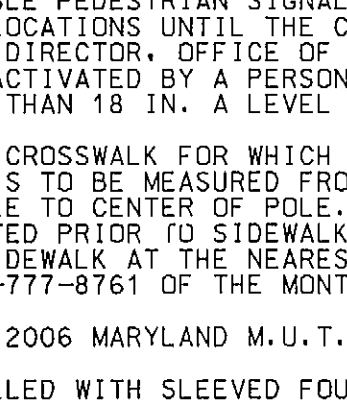 BLE PEDESTRIAN SIGNAL
LOCATIONS UNTIL THE C
DIRECTOR, OFFICE OF
ACTIVATED BY A PERSON
THAN 18 IN. A LEVEL
CROSSWALK FOR WHICH
S TO BE MEASURED FRO
LE TO CENTER OF POLE.
TED PRIOR TO SIDEWALK
DEWALK AT THE NEARES
-777-8761 OF THE MONT
2006 MARYLAND M.U.T.
LLED WITH SLEEVED FOU